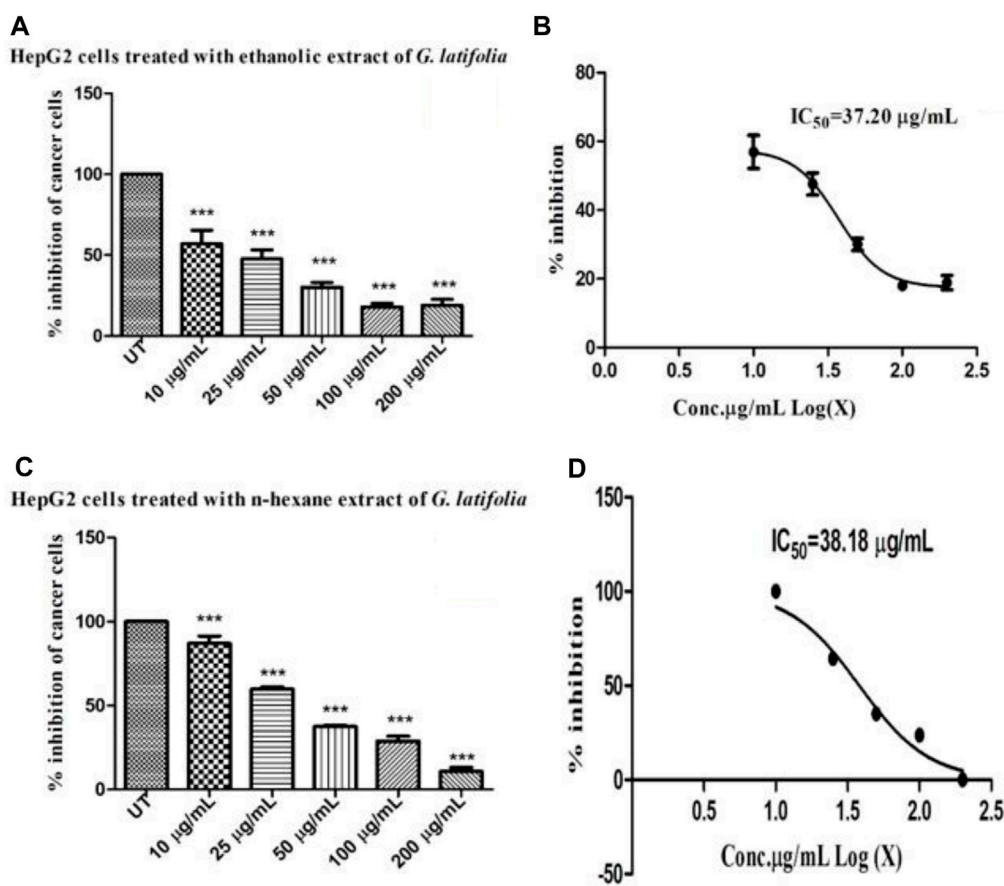 A
HepG2 cells treated with ethanolic extract of G. latifolia
% inhibition of cancer cells
150
100
50
0
***
***
***
***
***
UT
10 µg/mL
25 µg/mL
50 µg/mL
100 µg/mL
200 µg/mL
B
% inhibition
80
60
40
20
0
IC50=37.20 µg/mL
0.0 0.5 1.0 1.5 2.0 2.5
Conc.µg/mL Log(X)
C
HepG2 cells treated with n-hexane extract of G. latifolia
% inhibition of cancer cells
150
100
50
0
***
***
***
***
***
UT
10 µg/mL
25 µg/mL
50 µg/mL
100 µg/mL
200 µg/mL
D
% inhibition
150
100
50
0
-50
IC50=38.18 µg/mL
0.5 1.0 1.5 2.0 2.5
Conc.µg/mL Log (X)